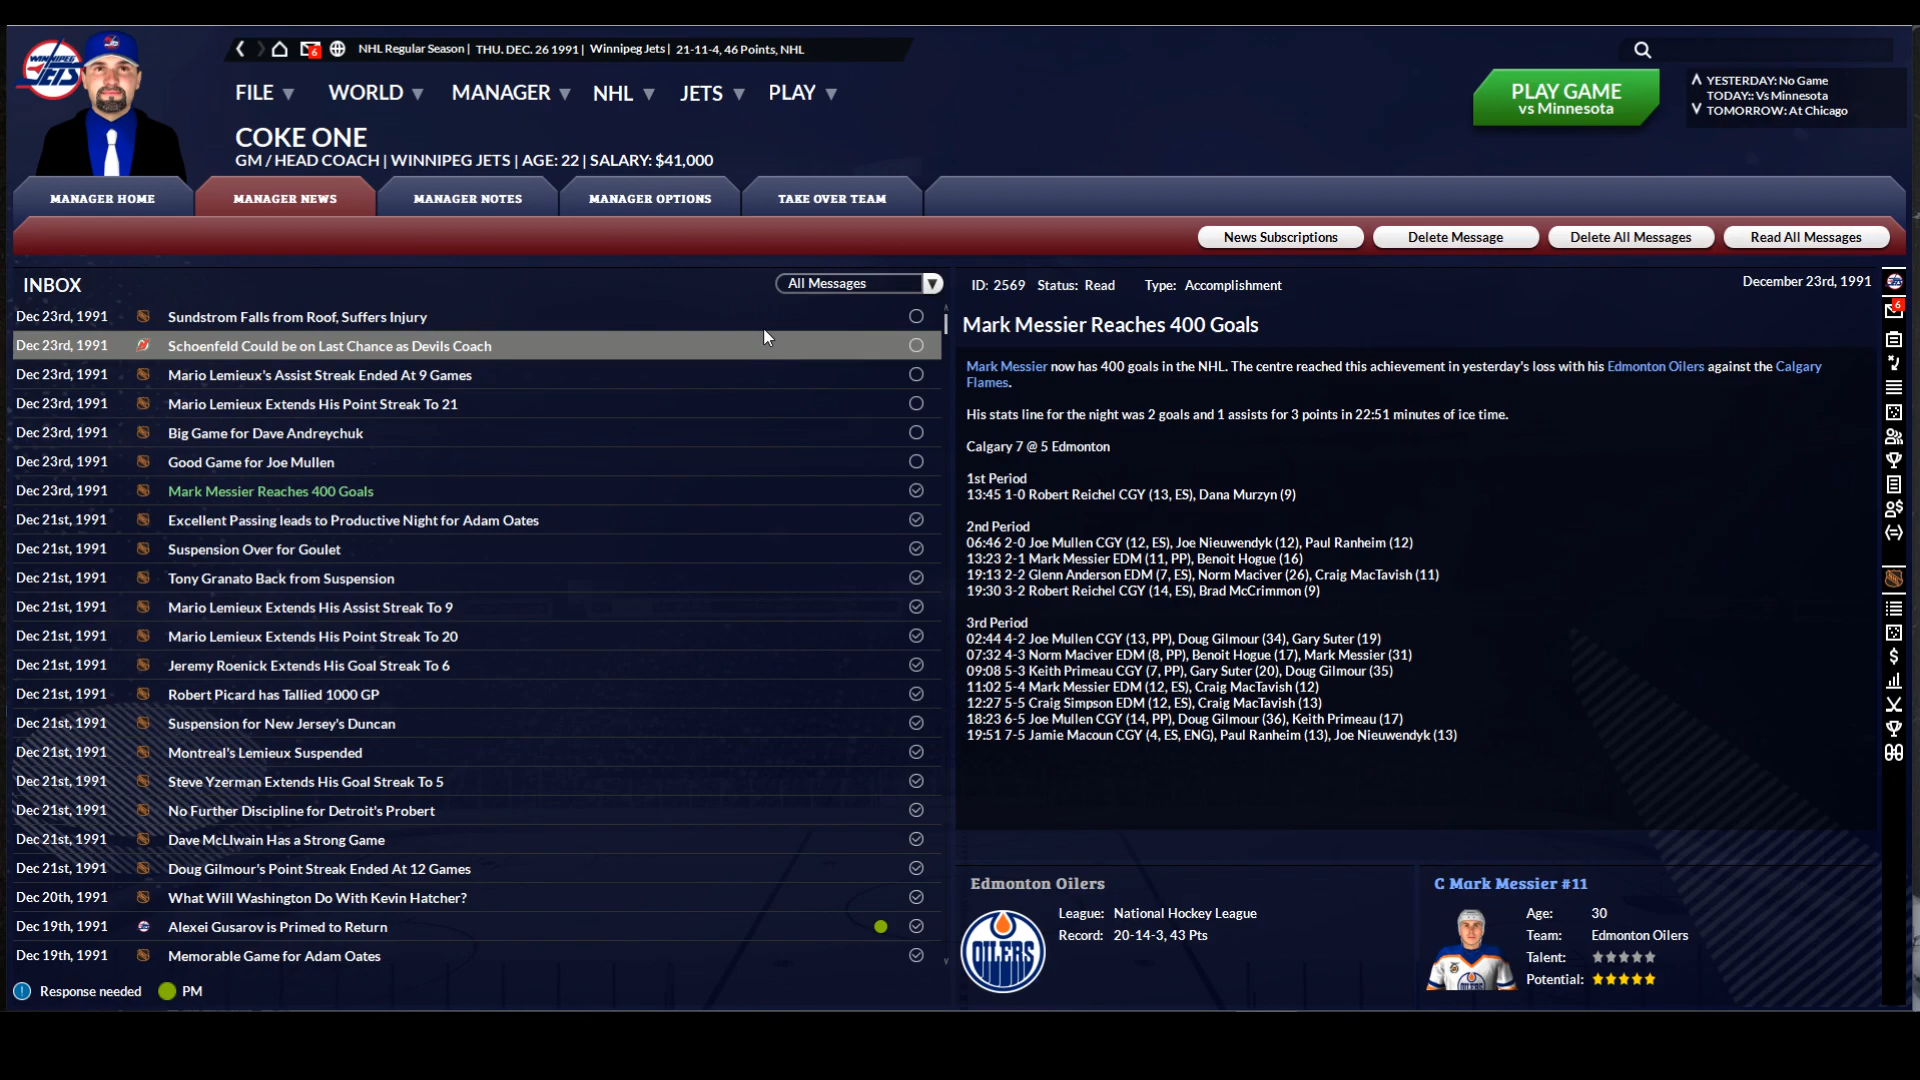 NHL Regular Season | THU. DEC. 26 1991 | Winnipeg Jets | 21-11-4, 46 Points, NHL
6
FILE WORLD MANAGER NHL JETS PLAY
COKE ONE
GM / HEAD COACH | WINNIPEG JETS | AGE: 22 | SALARY: $41,000
PLAY GAME
vs Minnesota
YESTERDAY: No Game
TODAY:: Vs Minnesota
TOMORROW: At Chicago
WINNIPEG
JETS
MANAGER HOME MANAGER NEWS MANAGER NOTES MANAGER OPTIONS TAKE OVER TEAM
News Subscriptions Delete Message Delete All Messages Read All Messages
INBOX All Messages
Dec 23rd, 1991 Sundstrom Falls from Roof, Suffers Injury
Dec 23rd, 1991 Schoenfeld Could be on Last Chance as Devils Coach
Dec 23rd, 1991 Mario Lemieux's Assist Streak Ended At 9 Games
Dec 23rd, 1991 Mario Lemieux Extends His Point Streak To 21
Dec 23rd, 1991 Big Game for Dave Andreychuk
Dec 23rd, 1991 Good Game for Joe Mullen
Dec 23rd, 1991 Mark Messier Reaches 400 Goals
Dec 21st, 1991 Excellent Passing leads to Productive Night for Adam Oates
Dec 21st, 1991 Suspension Over for Goulet
Dec 21st, 1991 Tony Granato Back from Suspension
Dec 21st, 1991 Mario Lemieux Extends His Assist Streak To 9
Dec 21st, 1991 Mario Lemieux Extends His Point Streak To 20
Dec 21st, 1991 Jeremy Roenick Extends His Goal Streak To 6
Dec 21st, 1991 Robert Picard has Tallied 1000 GP
Dec 21st, 1991 Suspension for New Jersey's Duncan
Dec 21st, 1991 Montreal's Lemieux Suspended
Dec 21st, 1991 Steve Yzerman Extends His Goal Streak To 5
Dec 21st, 1991 No Further Discipline for Detroit's Probert
Dec 21st, 1991 Dave McLlwain Has a Strong Game
Dec 21st, 1991 Doug Gilmour's Point Streak Ended At 12 Games
Dec 20th, 1991 What Will Washington Do With Kevin Hatcher?
Dec 19th, 1991 Alexei Gusarov is Primed to Return
Dec 19th, 1991 Memorable Game for Adam Oates
Response needed PM
ID: 2569 Status: Read Type: Accomplishment December 23rd, 1991
6
Mark Messier Reaches 400 Goals
Mark Messier now has 400 goals in the NHL. The centre reached this achievement in yesterday's loss with his Edmonton Oilers against the Calgary
Flames.
His stats line for the night was 2 goals and 1 assists for 3 points in 22:51 minutes of ice time.
Calgary 7 @ 5 Edmonton
1st Period
13:45 1-0 Robert Reichel CGY (13, ES), Dana Murzyn (9)
2nd Period
06:46 2-0 Joe Mullen CGY (12, ES), Joe Nieuwendyk (12), Paul Ranheim (12)
13:23 2-1 Mark Messier EDM (11, PP), Benoit Hogue (16)
19:13 2-2 Glenn Anderson EDM (7, ES), Norm Maciver (26), Craig MacTavish (11)
19:30 3-2 Robert Reichel CGY (14, ES), Brad McCrimmon (9)
3rd Period
02:44 4-2 Joe Mullen CGY (13, PP), Doug Gilmour (34), Gary Suter (19)
07:32 4-3 Norm Maciver EDM (8, PP), Benoit Hogue (17), Mark Messier (31)
09:08 5-3 Keith Primeau CGY (7, PP), Gary Suter (20), Doug Gilmour (35)
11:02 5-4 Mark Messier EDM (12, ES), Craig MacTavish (12)
12:27 5-5 Craig Simpson EDM (12, ES), Craig MacTavish (13)
18:23 6-5 Joe Mullen CGY (14, PP), Doug Gilmour (36), Keith Primeau (17)
19:51 7-5 Jamie Macoun CGY (4, ES, ENG), Paul Ranheim (13), Joe Nieuwendyk (13)
Edmonton Oilers
League: National Hockey League
Record: 20-14-3, 43 Pts
OILERS
C Mark Messier #11
Age: 30
Team: Edmonton Oilers
Talent:
Potential: